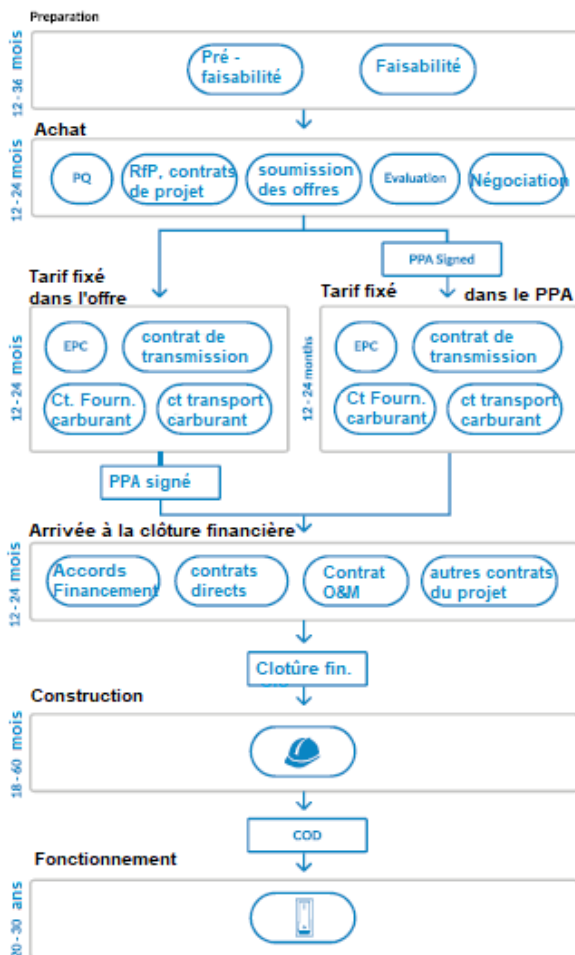 Preparation
12-36 mois
Pré -
faisabilité
Faisabilité
Achat
12-24 mois
PQ
RfP, contrats
de projet
soumission
des offres
Evaluation
Négociation
PPA Signed
Tarif fixé
dans l'offre
Tarif fixé
dans le PPA
12-24 mois
EPC
contrat de
transmission
Ct. Fourn.
carburant
ct transport
carburant
12-24 months
EPC
contrat de
transmission
Ct Fourn.
carburant
ct transport
carburant
PPA signé
Arrivée à la clôture financière
12-24 mois
Accords
Financement
contrats
directs
Contrat
O&M
autres contrats
du projet
Clotûre fin.
Construction
18-60 mois
COD
Fonctionnement
20-30 ans